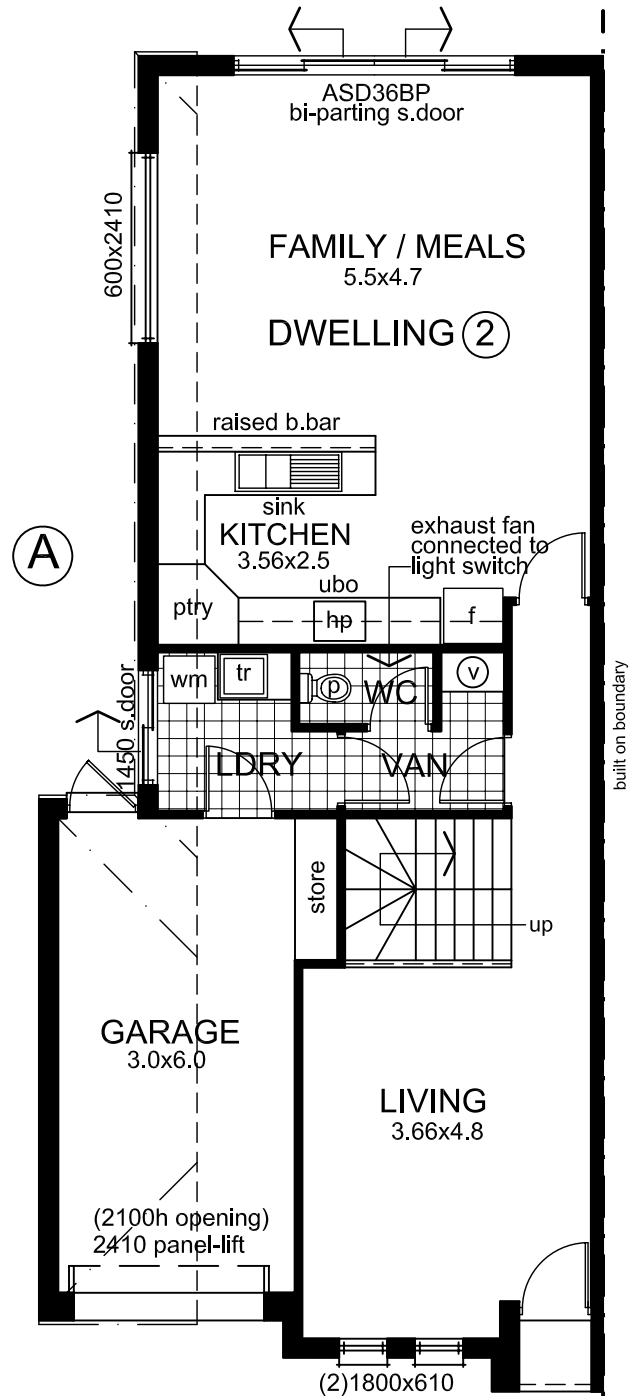 ASD36BP
bi-parting s.door
600x2410
FAMILY / MEALS
5.5x4.7
DWELLING 2
raised b.bar
sink
KITCHEN
3.56x2.5
exhaust fan
connected to
light switch
A
ubo
ptry
hp
f
wm
tr
p
WC
v
1450 s.door
LDRY
VAN
built on boundary
store
up
GARAGE
3.0x6.0
LIVING
3.66x4.8
(2100h opening)
2410 panel-lift
(2)1800x610